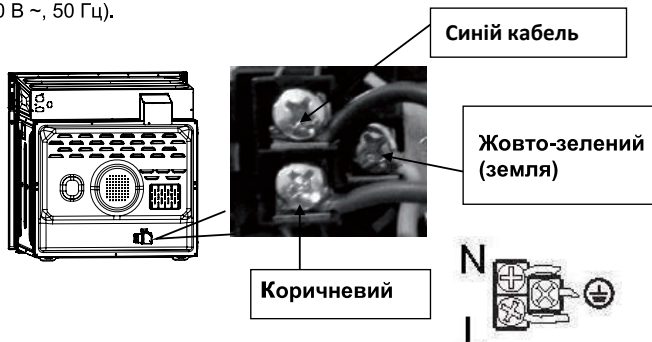 0 В ~, 50 Гц).
Синій кабель
Жовто-зелений
(земля)
Коричневий
N
L